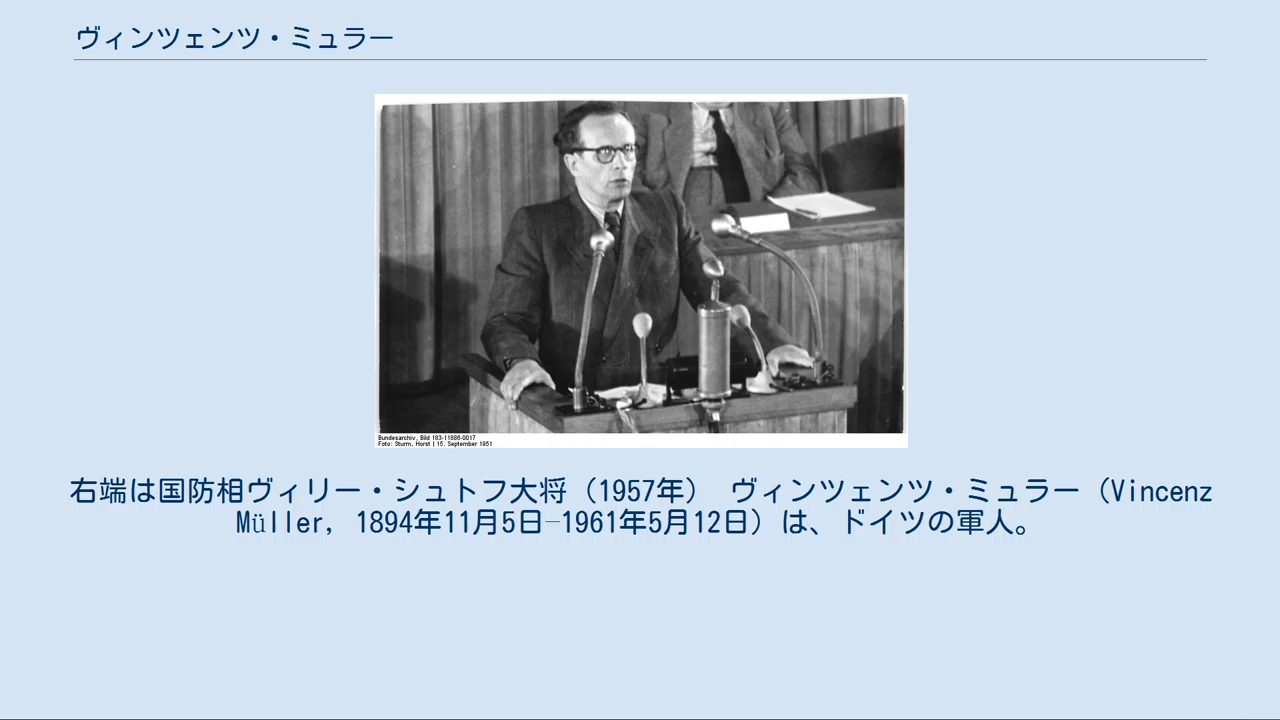 ヴィンツェンツ・ミュラー
Bundesarchiv, Bild 183-11886-0017
Foto: Sturm, Horst | 15. September 1951
右端は国防相ヴィリー・シュトフ大将（1957年） ヴィンツェンツ・ミュラー（Vincenz
Müller, 1894年11月5日–1961年5月12日）は、ドイツの軍人。